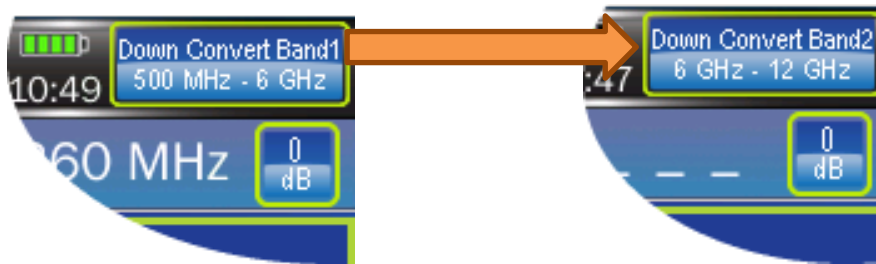 Down Convert Band1
500 MHz - 6 GHz
10:49
60 MHz
0
dB
Down Convert Band2
6 GHz - 12 GHz
:47
0
dB